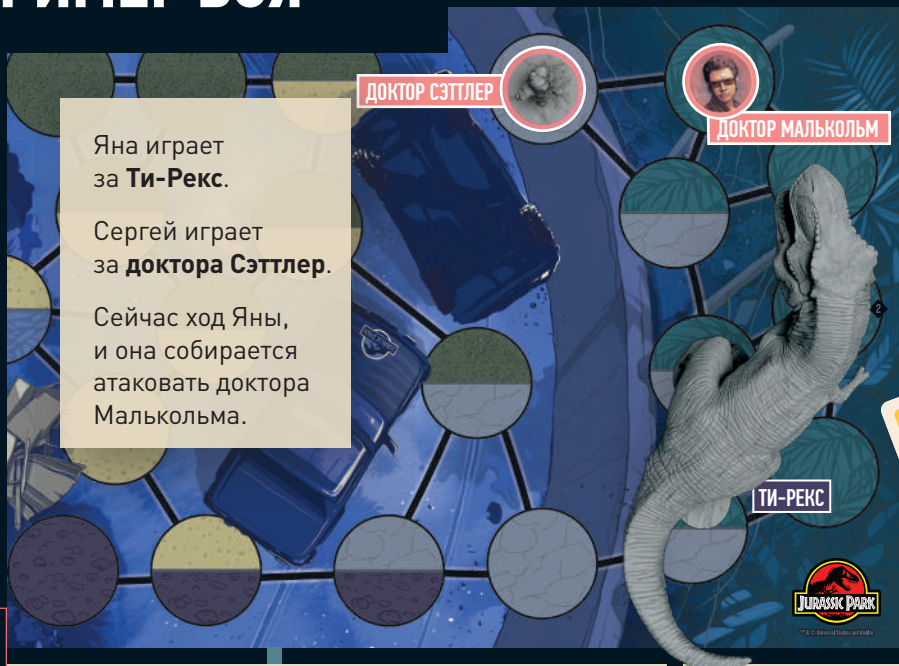 ДОКТОР СЭТТЛЕР
ДОКТОР МАЛЬКОЛЬМ
Яна играет
за Ти-Рекс.
Сергей играет
за доктора Сэттлер.
Сейчас ход Яны,
и она собирается
атаковать доктора
Малькольма.
2
ТИ-РЕКС
JURASSIC PARK